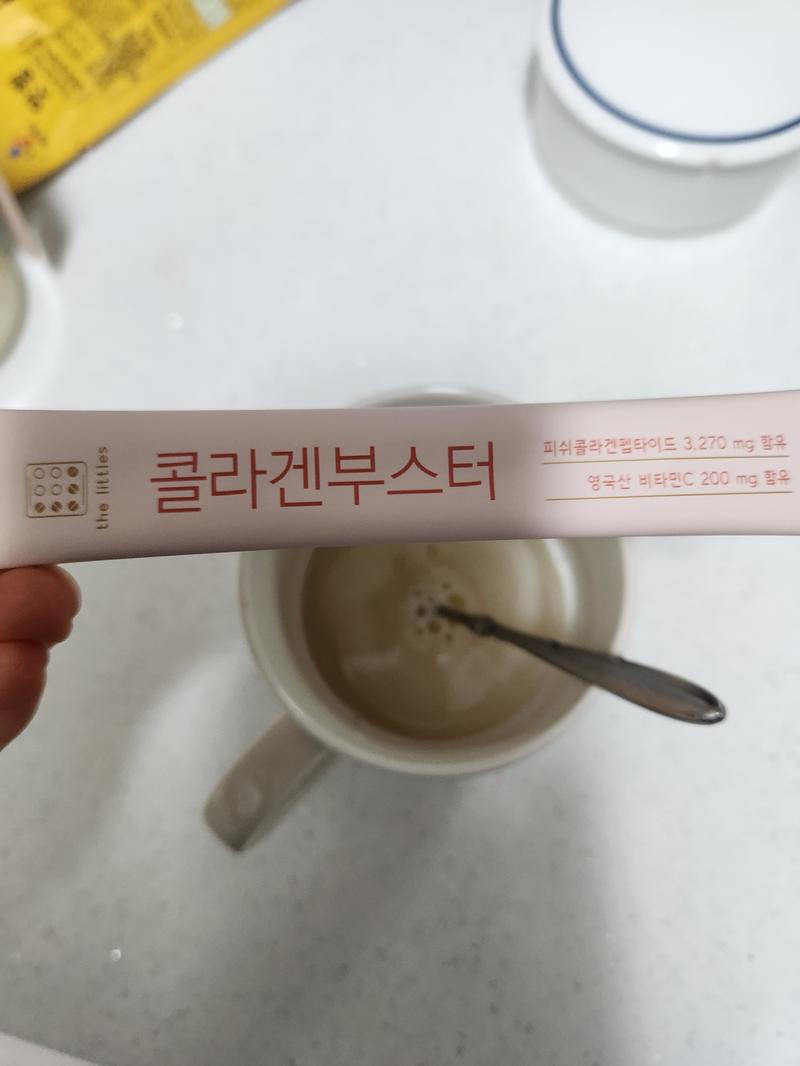 the littles
콜라겐부스터
피쉬콜라겐펩타이드 3,270 mg 함유
영국산 비타민C 200 mg 함유